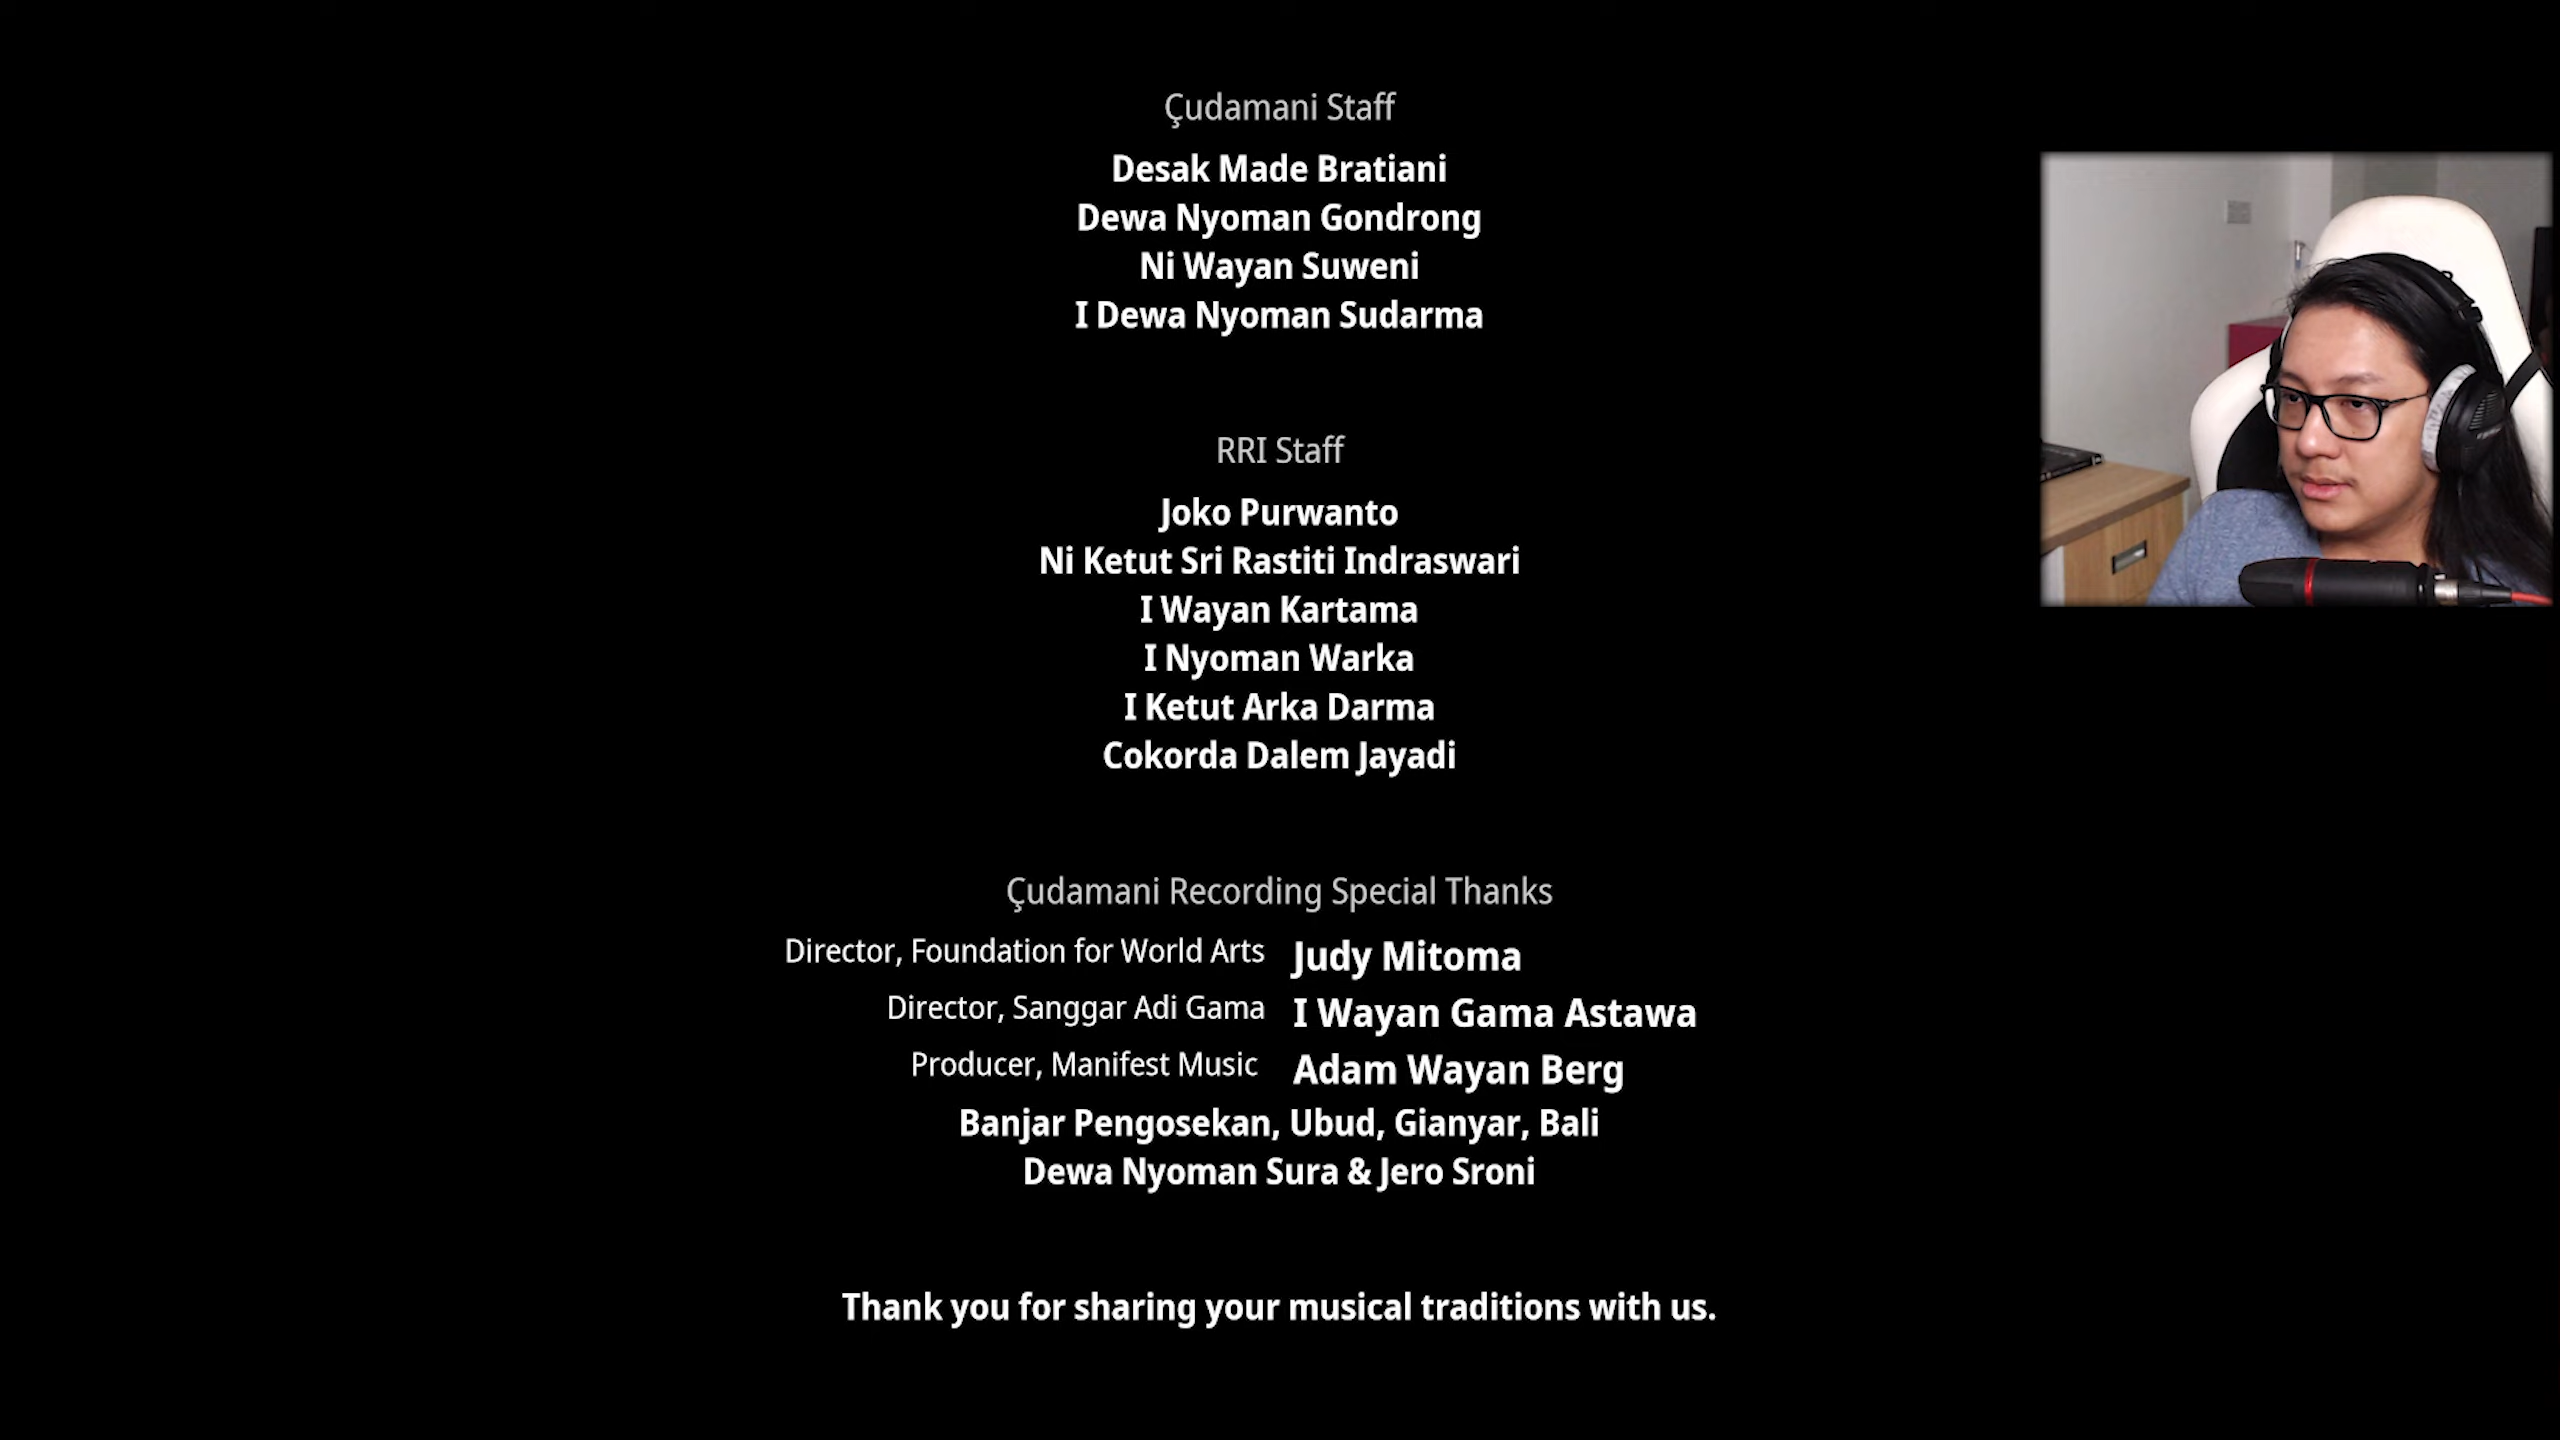 Çudamani Staff
Desak Made Bratiani
Dewa Nyoman Gondrong
Ni Wayan Suweni
I Dewa Nyoman Sudarma
RRI Staff
Joko Purwanto
Ni Ketut Sri Rastiti Indraswari
I Wayan Kartama
I Nyoman Warka
I Ketut Arka Darma
Cokorda Dalem Jayadi
Çudamani Recording Special Thanks
Director, Foundation for World Arts Judy Mitoma
Director, Sanggar Adi Gama I Wayan Gama Astawa
Producer, Manifest Music Adam Wayan Berg
Banjar Pengosekan, Ubud, Gianyar, Bali
Dewa Nyoman Sura & Jero Sroni
Thank you for sharing your musical traditions with us.